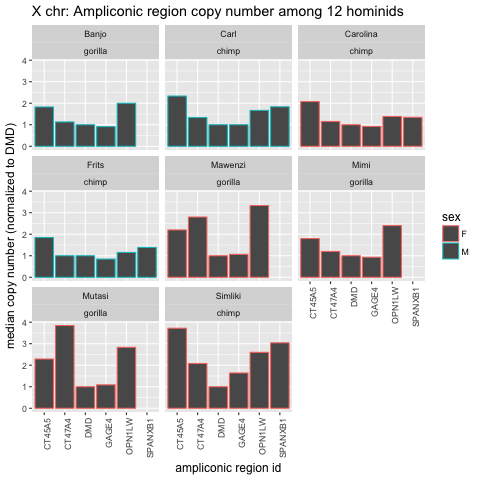 X chr: Ampliconic region copy number among 12 hominids
Banjo
gorilla
Carl
chimp
Carolina
chimp
4
3
2
1
0
Frits
chimp
Mawenzi
gorilla
Mimi
gorilla
4
3
2
1
0
Mutasi
gorilla
Simliki
chimp
4
3
2
1
0
CT45A5
CT47A4
DMD
GAGE4
OPN1LW
SPANXB1
CT45A5
CT47A4
DMD
GAGE4
OPN1LW
SPANXB1
CT45A5
CT47A4
DMD
GAGE4
OPN1LW
SPANXB1
median copy number (normalized to DMD)
ampliconic region id
sex
F
M